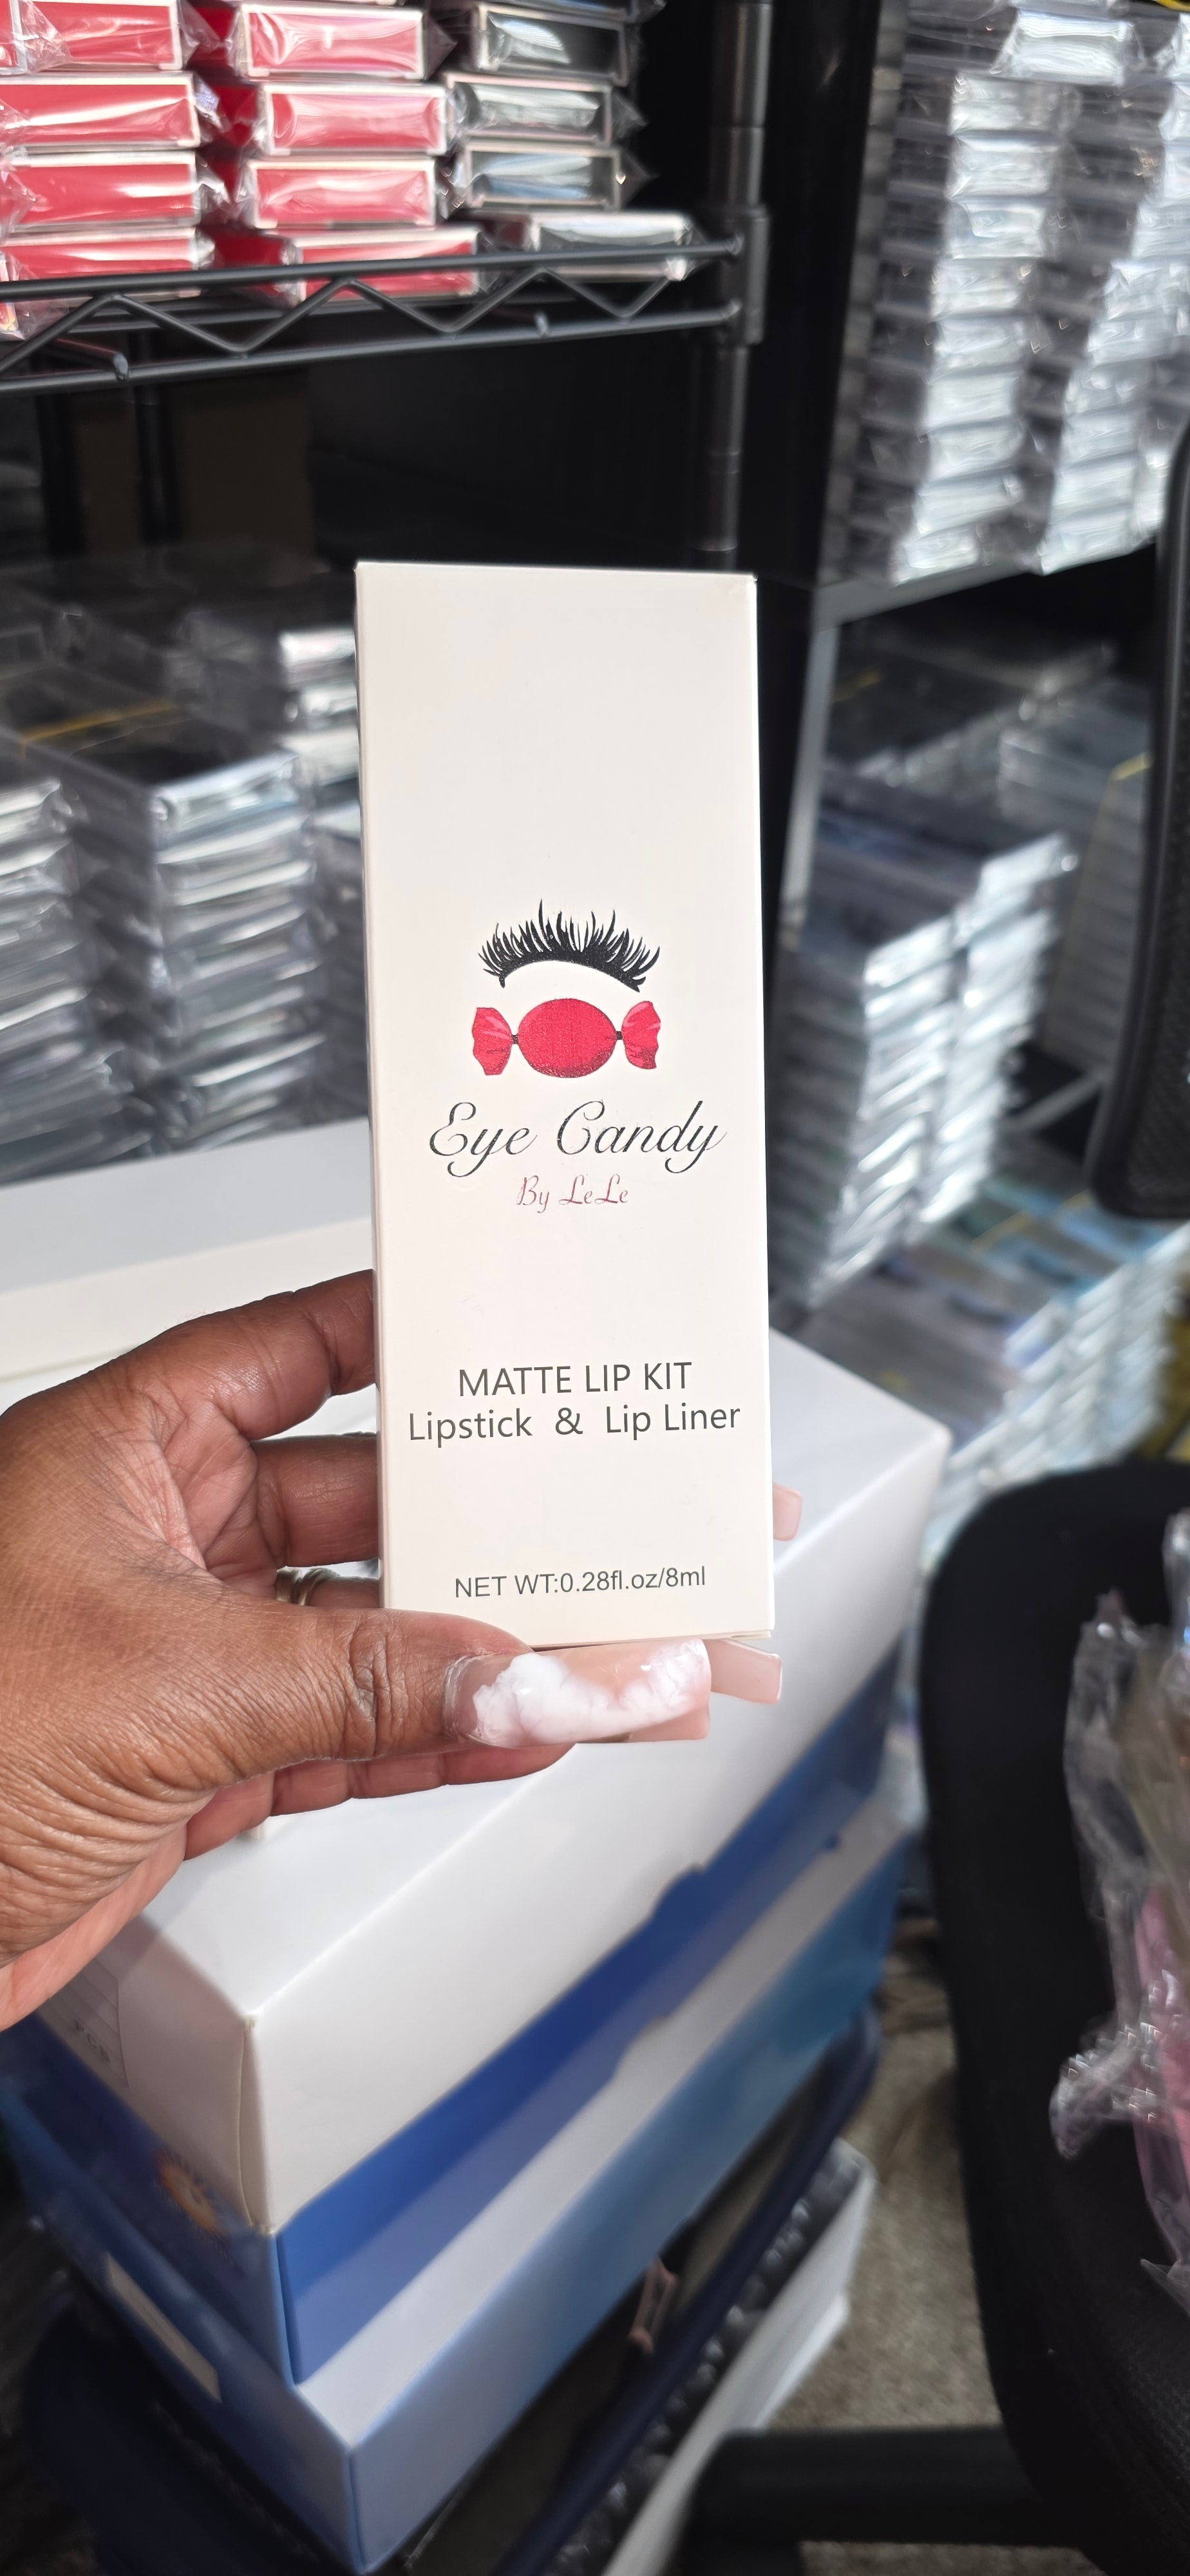 Eye Candy
By LeLe
MATTE LIP KIT
Lipstick & Lip Liner
NET WT:0.28fl.oz/8ml